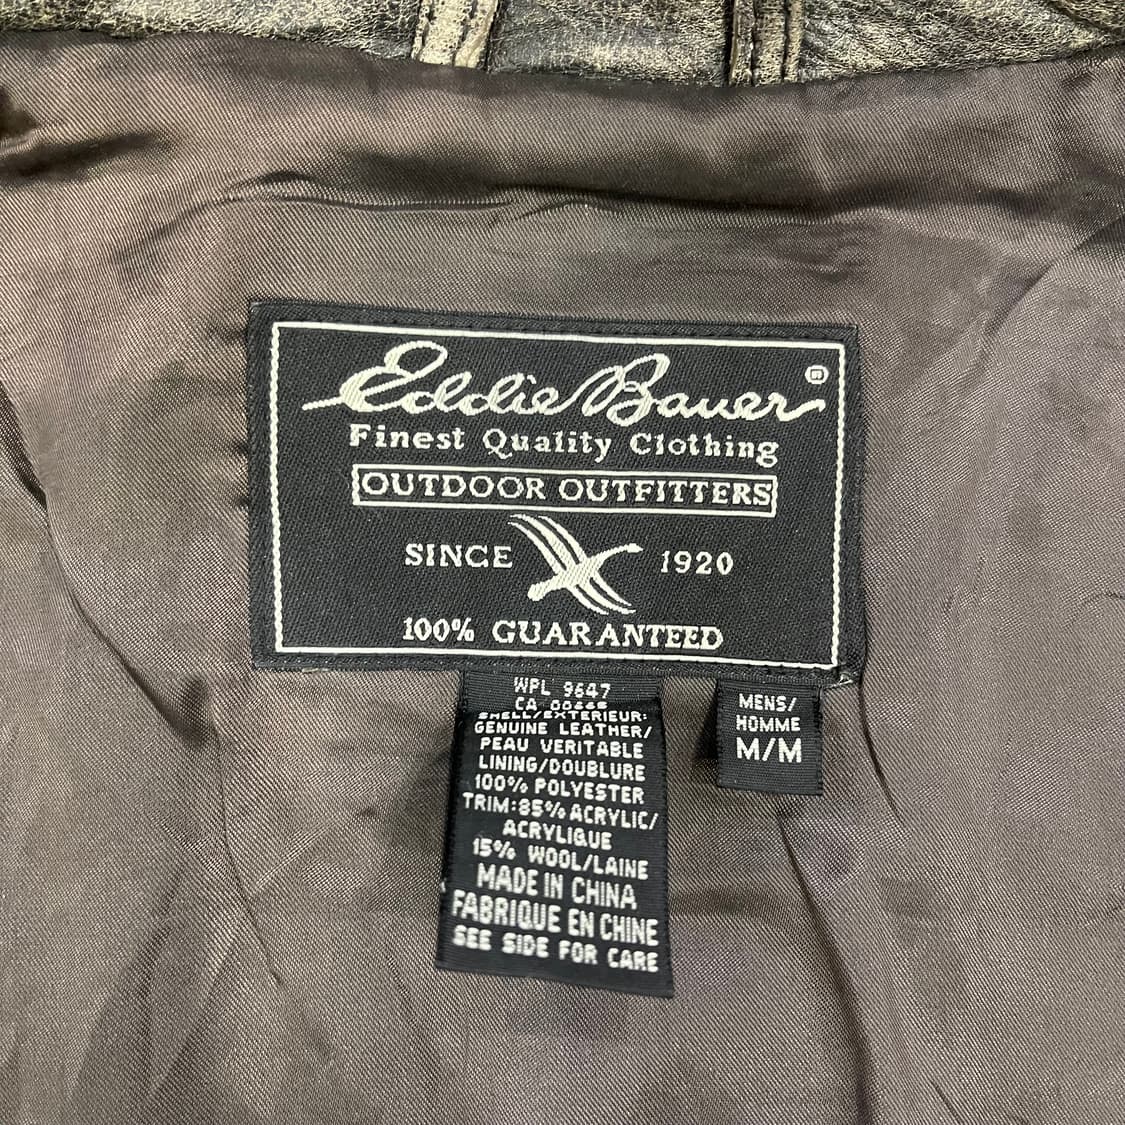 Eddie Bauer ®
Finest Quality Clothing
OUTDOOR OUTFITTERS
SINCE 1920
100% GUARANTEED
WPL 9647
CA
SHELL/EXTERIEUR:
GENUINE LEATHER/
PEAU VERITABLE
LINING/DOUBLURE
100% POLYESTER
TRIM:85% ACRYLIC/
ACRYLIQUE
15% WOOL/LAINE
MADE IN CHINA
FABRIQUE EN CHINE
SEE SIDE FOR CARE
MENS/
HOMME
M/M